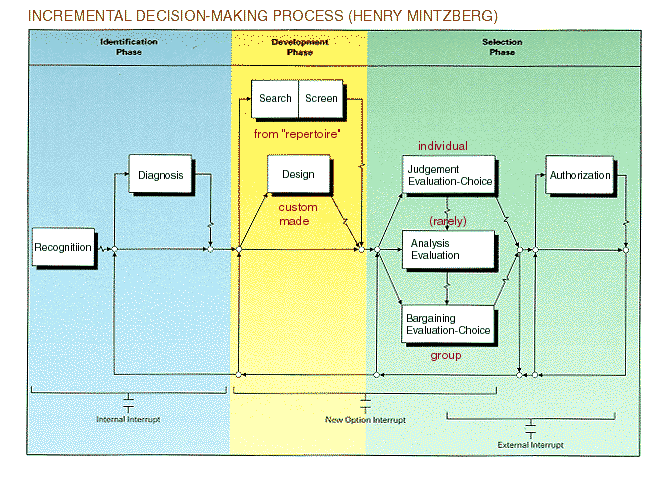 INCREMENTAL DECISION-MAKING PROCESS (HENRY MINTZBERG)
Identification
Phase
Development
Phase
Selection
Phase
Search Screen
from "repertoire"
individual
Diagnosis
Design
Judgement
Evaluation-Choice
Authorization
custom
made
(rarely)
Recognitiion
Analysis
Evaluation
Bargaining
Evaluation-Choice
group
Internal Interrupt
New Option Interrupt
External Interrupt